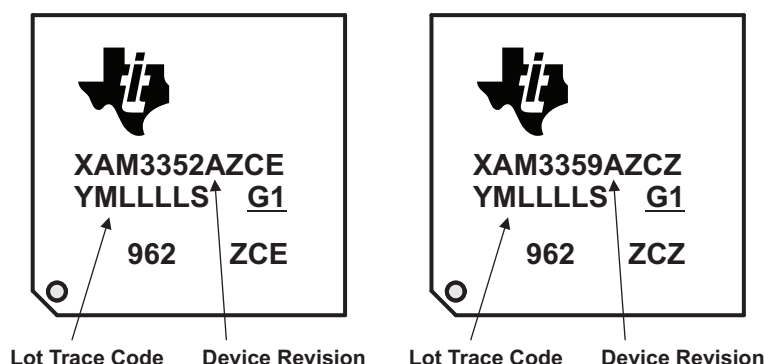 XAM3352AZCE
YMLLLLS G1
962 ZCE
Lot Trace Code Device Revision
XAM3359AZCZ
YMLLLLS G1
962 ZCZ
Lot Trace Code Device Revision